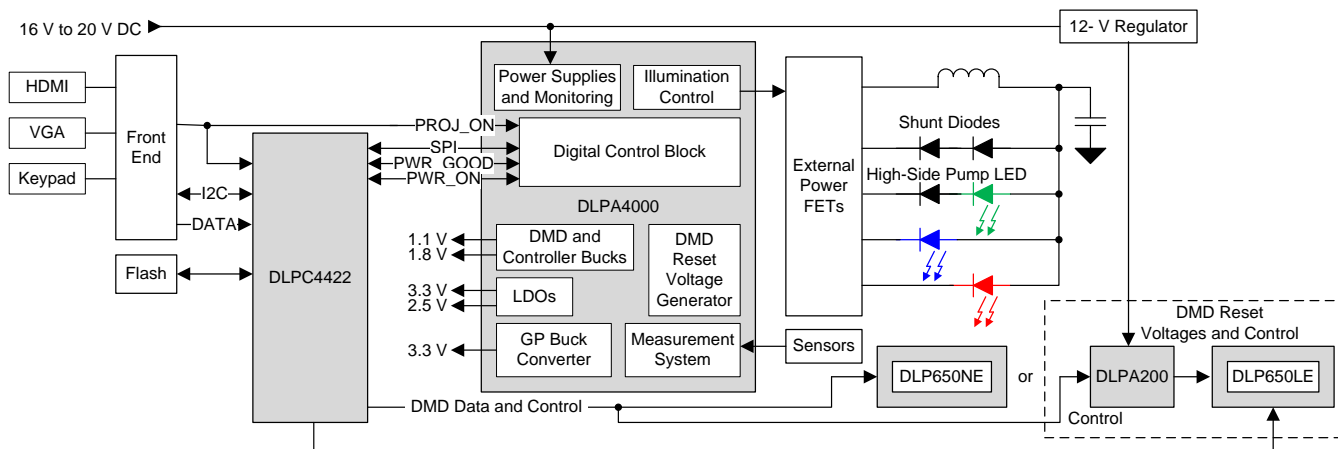 16 V to 20 V DC
12- V Regulator
HDMI
VGA
Keypad
Front
End
Power Supplies
and Monitoring
Illumination
Control
PROJ_ON
SPI
PWR_GOOD
PWR_ON
Digital Control Block
I2C
DATA
Flash
DLPC4422
DLPA4000
1.1 V
1.8 V
DMD and
Controller Bucks
3.3 V
2.5 V
LDOs
3.3 V
GP Buck
Converter
DMD
Reset
Voltage
Generator
Measurement
System
External
Power
FETs
Shunt Diodes
High-Side Pump LED
Sensors
DMD Data and Control
DLP650NE
or
DMD Reset
Voltages and Control
DLPA200
DLP650LE
Control